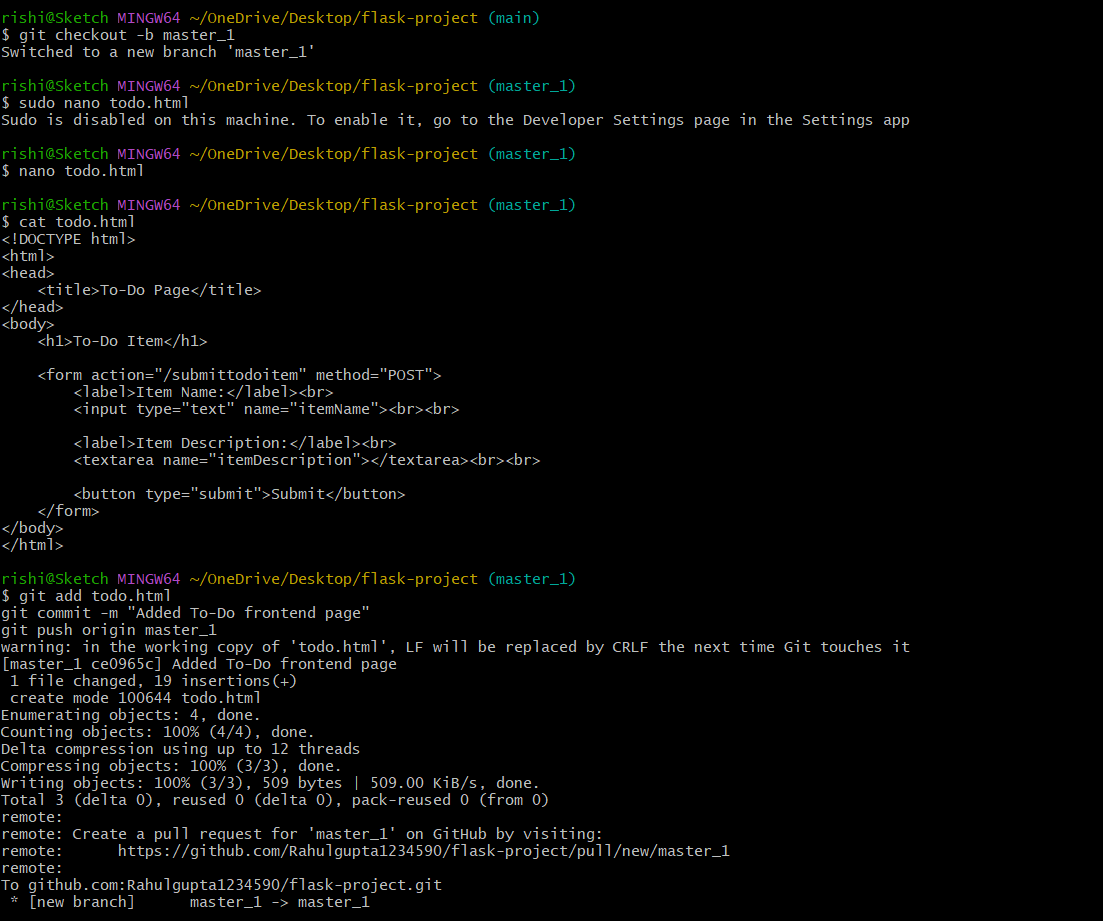 rishi@Sketch MINGW64 ~/OneDrive/Desktop/flask-project (main)
$ git checkout -b master_1
Switched to a new branch 'master_1'

rishi@Sketch MINGW64 ~/OneDrive/Desktop/flask-project (master_1)
$ sudo nano todo.html
Sudo is disabled on this machine. To enable it, go to the Developer Settings page in the Settings app

rishi@Sketch MINGW64 ~/OneDrive/Desktop/flask-project (master_1)
$ nano todo.html

rishi@Sketch MINGW64 ~/OneDrive/Desktop/flask-project (master_1)
$ cat todo.html
<!DOCTYPE html>
<html>
<head>
    <title>To-Do Page</title>
</head>
<body>
    <h1>To-Do Item</h1>

    <form action="/submittodoitem" method="POST">
        <label>Item Name:</label><br>
        <input type="text" name="itemName"><br><br>

        <label>Item Description:</label><br>
        <textarea name="itemDescription"></textarea><br><br>

        <button type="submit">Submit</button>
    </form>
</body>
</html>

rishi@Sketch MINGW64 ~/OneDrive/Desktop/flask-project (master_1)
$ git add todo.html
git commit -m "Added To-Do frontend page"
git push origin master_1
warning: in the working copy of 'todo.html', LF will be replaced by CRLF the next time Git touches it
[master_1 ce0965c] Added To-Do frontend page
 1 file changed, 19 insertions(+)
 create mode 100644 todo.html
Enumerating objects: 4, done.
Counting objects: 100% (4/4), done.
Delta compression using up to 12 threads
Compressing objects: 100% (3/3), done.
Writing objects: 100% (3/3), 509 bytes | 509.00 KiB/s, done.
Total 3 (delta 0), reused 0 (delta 0), pack-reused 0 (from 0)
remote:
remote: Create a pull request for 'master_1' on GitHub by visiting:
remote:      https://github.com/Rahulgupta1234590/flask-project/pull/new/master_1
remote:
To github.com:Rahulgupta1234590/flask-project.git
 * [new branch]      master_1 -> master_1